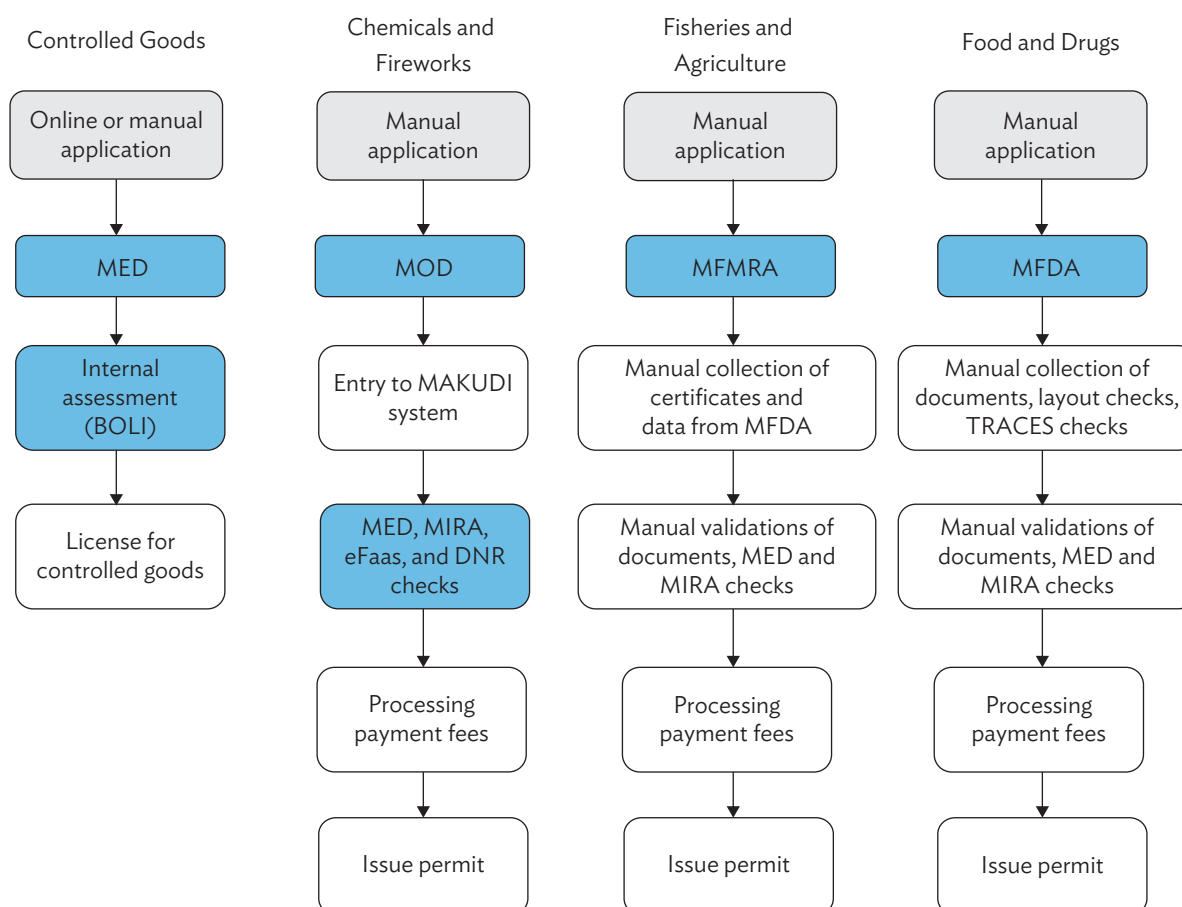 Controlled Goods
Online or manual
application
MED
Internal
assessment
(BOLI)
License for
controlled goods
Chemicals and
Fireworks
Manual
application
MOD
Entry to MAKUDI
system
MED, MIRA,
eFaas, and DNR
checks
Processing
payment fees
Issue permit
Fisheries and
Agriculture
Manual
application
MFMRA
Manual collection of
certificates and
data from MFDA
Manual validations of
documents, MED and
MIRA checks
Processing
payment fees
Issue permit
Food and Drugs
Manual
application
MFDA
Manual collection of
documents, layout checks,
TRACES checks
Manual validations of
documents, MED and
MIRA checks
Processing
payment fees
Issue permit